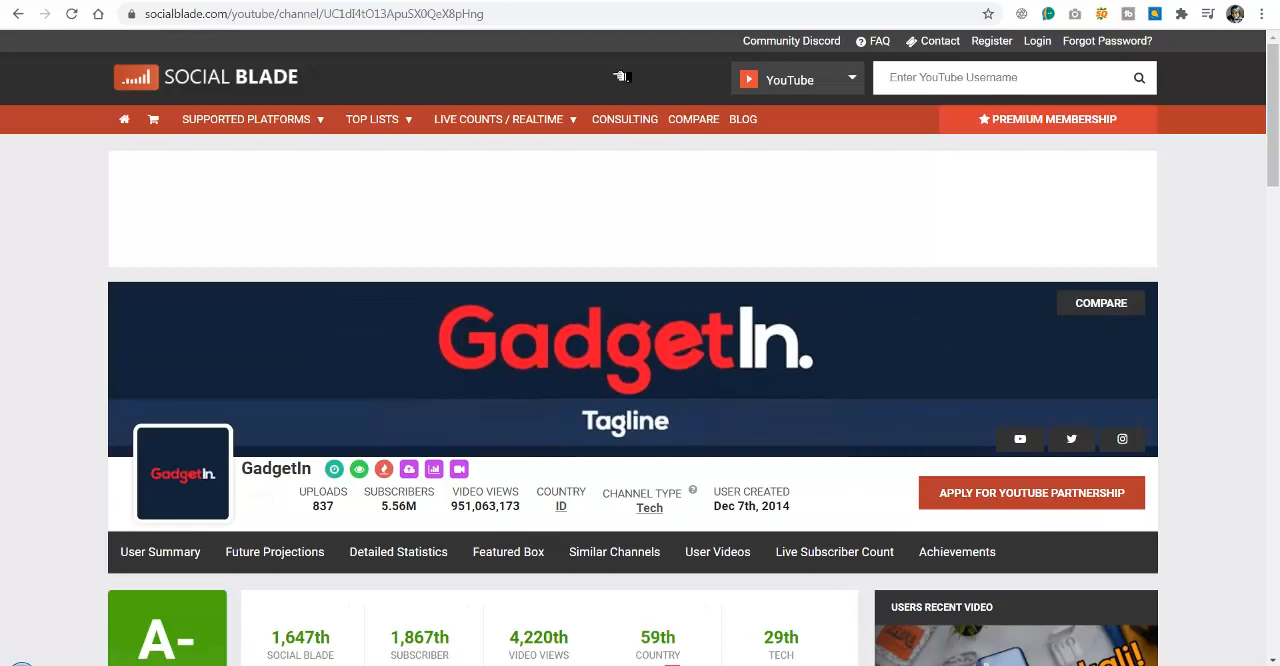 socialblade.com/youtube/channel/UC1dI4tO13ApuSX0QeX8pHng
Community Discord FAQ Contact Register Login Forgot Password?
SOCIAL BLADE YouTube Enter YouTube Username
SUPPORTED PLATFORMS ▼ TOP LISTS ▼ LIVE COUNTS / REALTIME ▼ CONSULTING COMPARE BLOG PREMIUM MEMBERSHIP
COMPARE
GadgetIn.
Tagline
GadgetIn.
GadgetIn
UPLOADS SUBSCRIBERS VIDEO VIEWS COUNTRY CHANNEL TYPE USER CREATED
837 5.56M 951,063,173 ID Tech Dec 7th, 2014
APPLY FOR YOUTUBE PARTNERSHIP
User Summary Future Projections Detailed Statistics Featured Box Similar Channels User Videos Live Subscriber Count Achievements
A- 1,647th 1,867th 4,220th 59th 29th
SOCIAL BLADE SUBSCRIBER VIDEO VIEWS COUNTRY TECH
USERS RECENT VIDEO